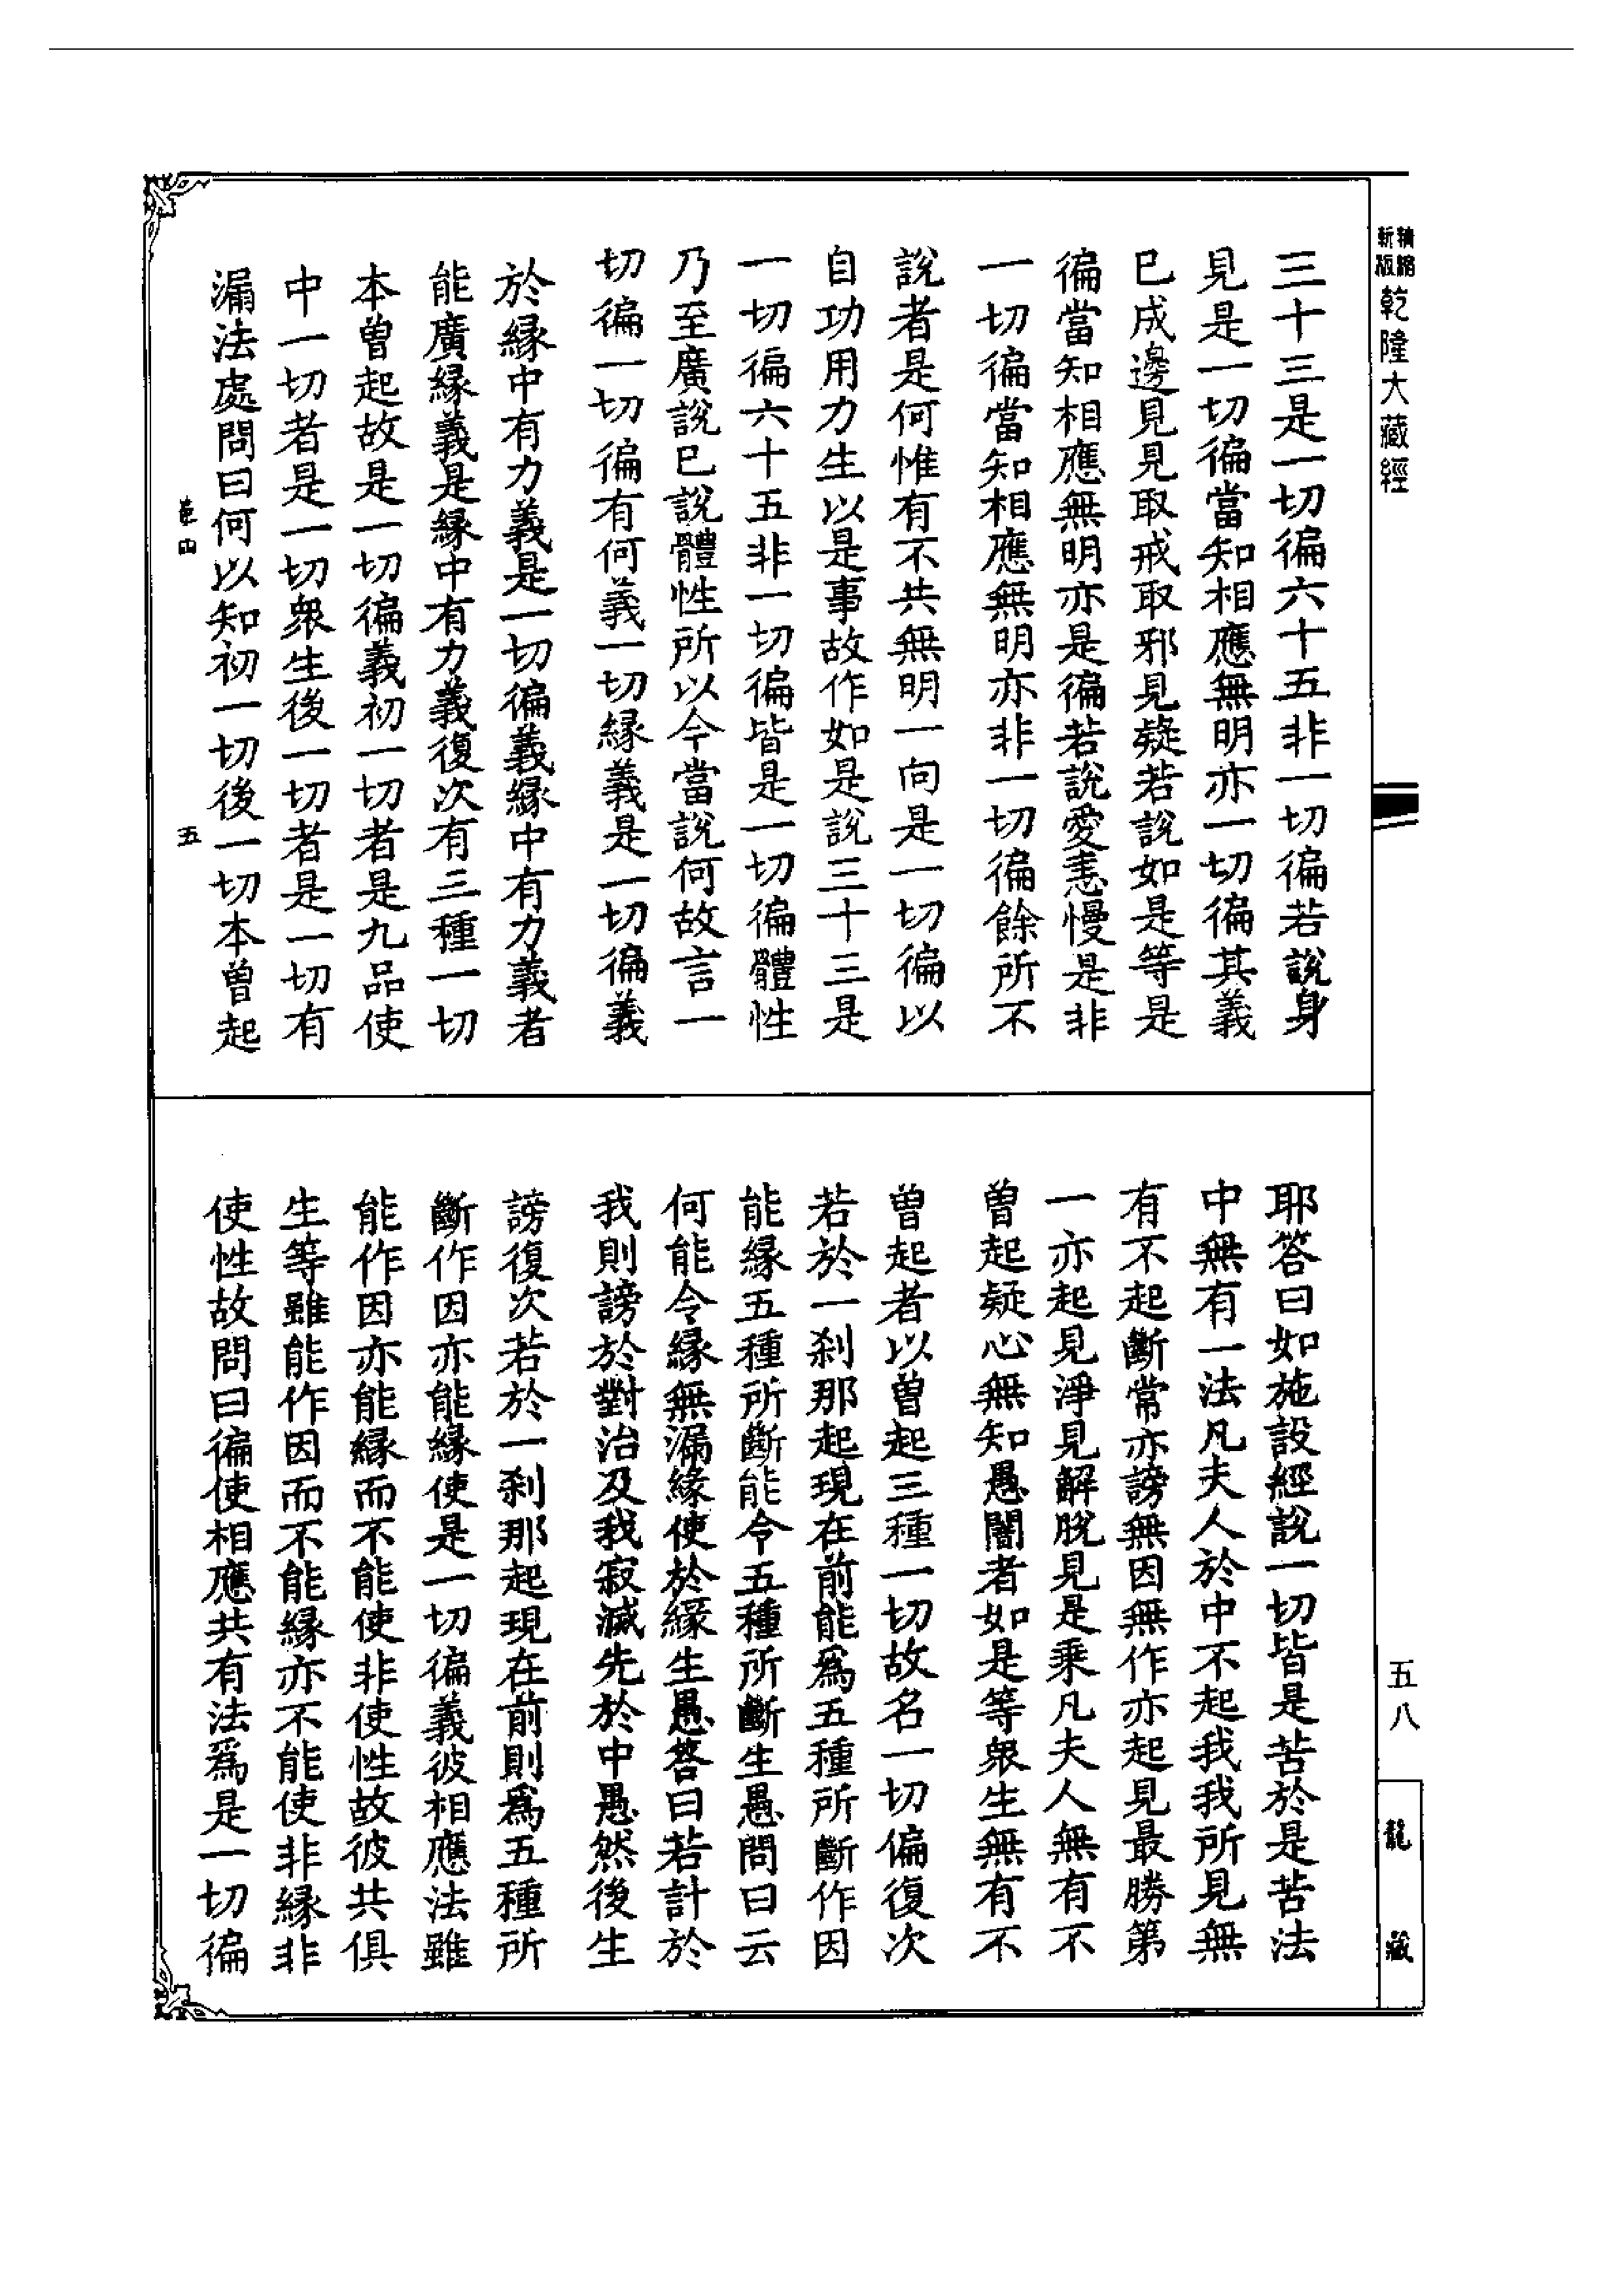 精縮
新版
乾隆大藏經
五八
龍藏
三十三是一切徧六十五非一切徧若說身
見是一切徧當知相應無明亦一切徧其義
已成邊見見取戒取邪見疑若說如是等是
徧當知相應無明亦是徧若說愛恚慢是非
一切徧當知相應無明亦非一切徧餘所不
說者是何惟有不共無明一向是一切徧以
自功用力生以是事故作如是說三十三是
一切徧六十五非一切徧皆是一切徧體性
乃至廣說已說體性所以今當說何故言一
切徧一切徧有何義一切緣義是一切徧義
於緣中有力義是一切徧義緣中有力義者
能廣緣義是緣中有力義復次有三種一切
本曾起故是一切徧義初一切者是九品使
中一切者是一切衆生後一切者是一切有
漏法處問曰何以知初一切後一切本曾起
五
耶答曰如施設經說一切皆是苦於是苦法
中無有一法凡夫人於中不起我我所見無
有不起斷常亦謗無因無作亦起見最勝第
一亦起見淨見解脫見是乘凡夫人無有不
曾起疑心無知愚闇者如是等衆生無有不
曾起者以曾起三種一切故名一切偏復次
若於一刹那起現在前能爲五種所斷作因
能緣五種所斷能令五種所斷生愚問曰云
何能令緣無漏緣使於緣生愚答曰若計於
我則謗於對治及我寂滅先於中愚然後生
謗復次若於一刹那起現在前則爲五種所
斷作因亦能緣使是一切徧義彼相應法雖
能作因亦能緣而不能使非使性故彼共俱
生等雖能作因而不能緣亦不能使非緣非
使性故問曰徧使相應共有法爲是一切徧